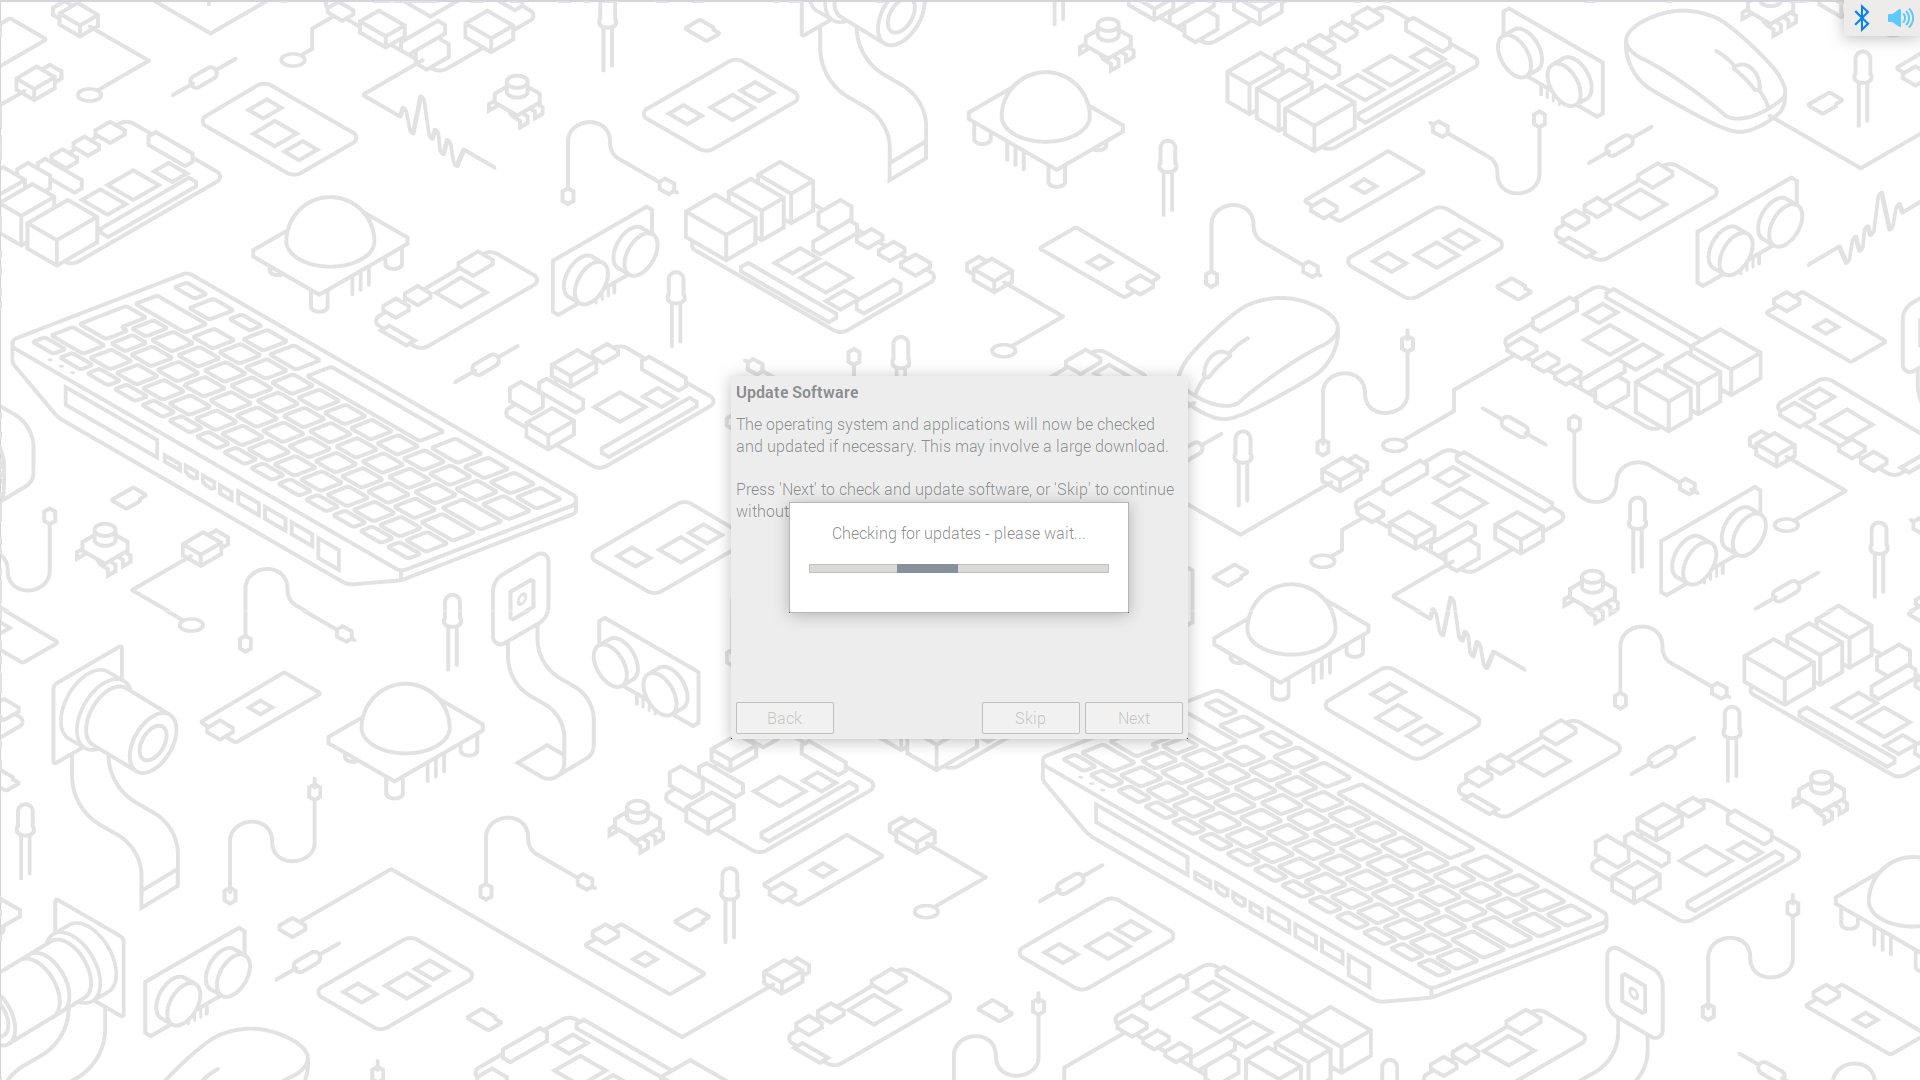 Update Software
The operating system and applications will now be checked
and updated if necessary. This may involve a large download.
Press 'Next' to check and update software, or 'Skip' to continue
without
Checking for updates - please wait...
Back
Skip
Next